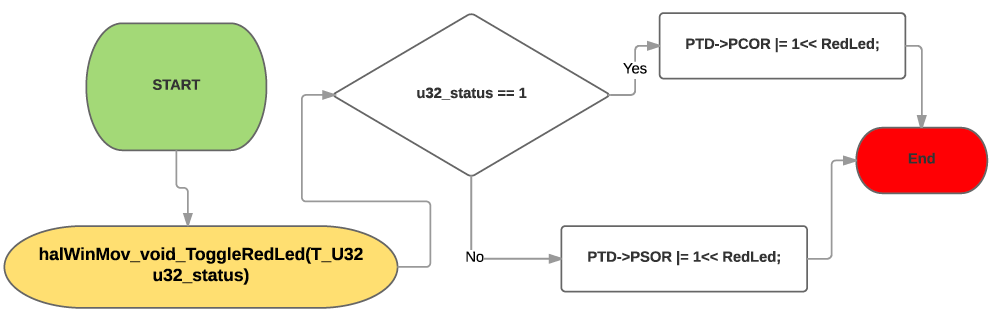 START
halWinMov_void_ToggleRedLed(T_U32
u32_status)
u32_status == 1
Yes
PTD->PCOR |= 1<< RedLed;
No
PTD->PSOR |= 1<< RedLed;
End